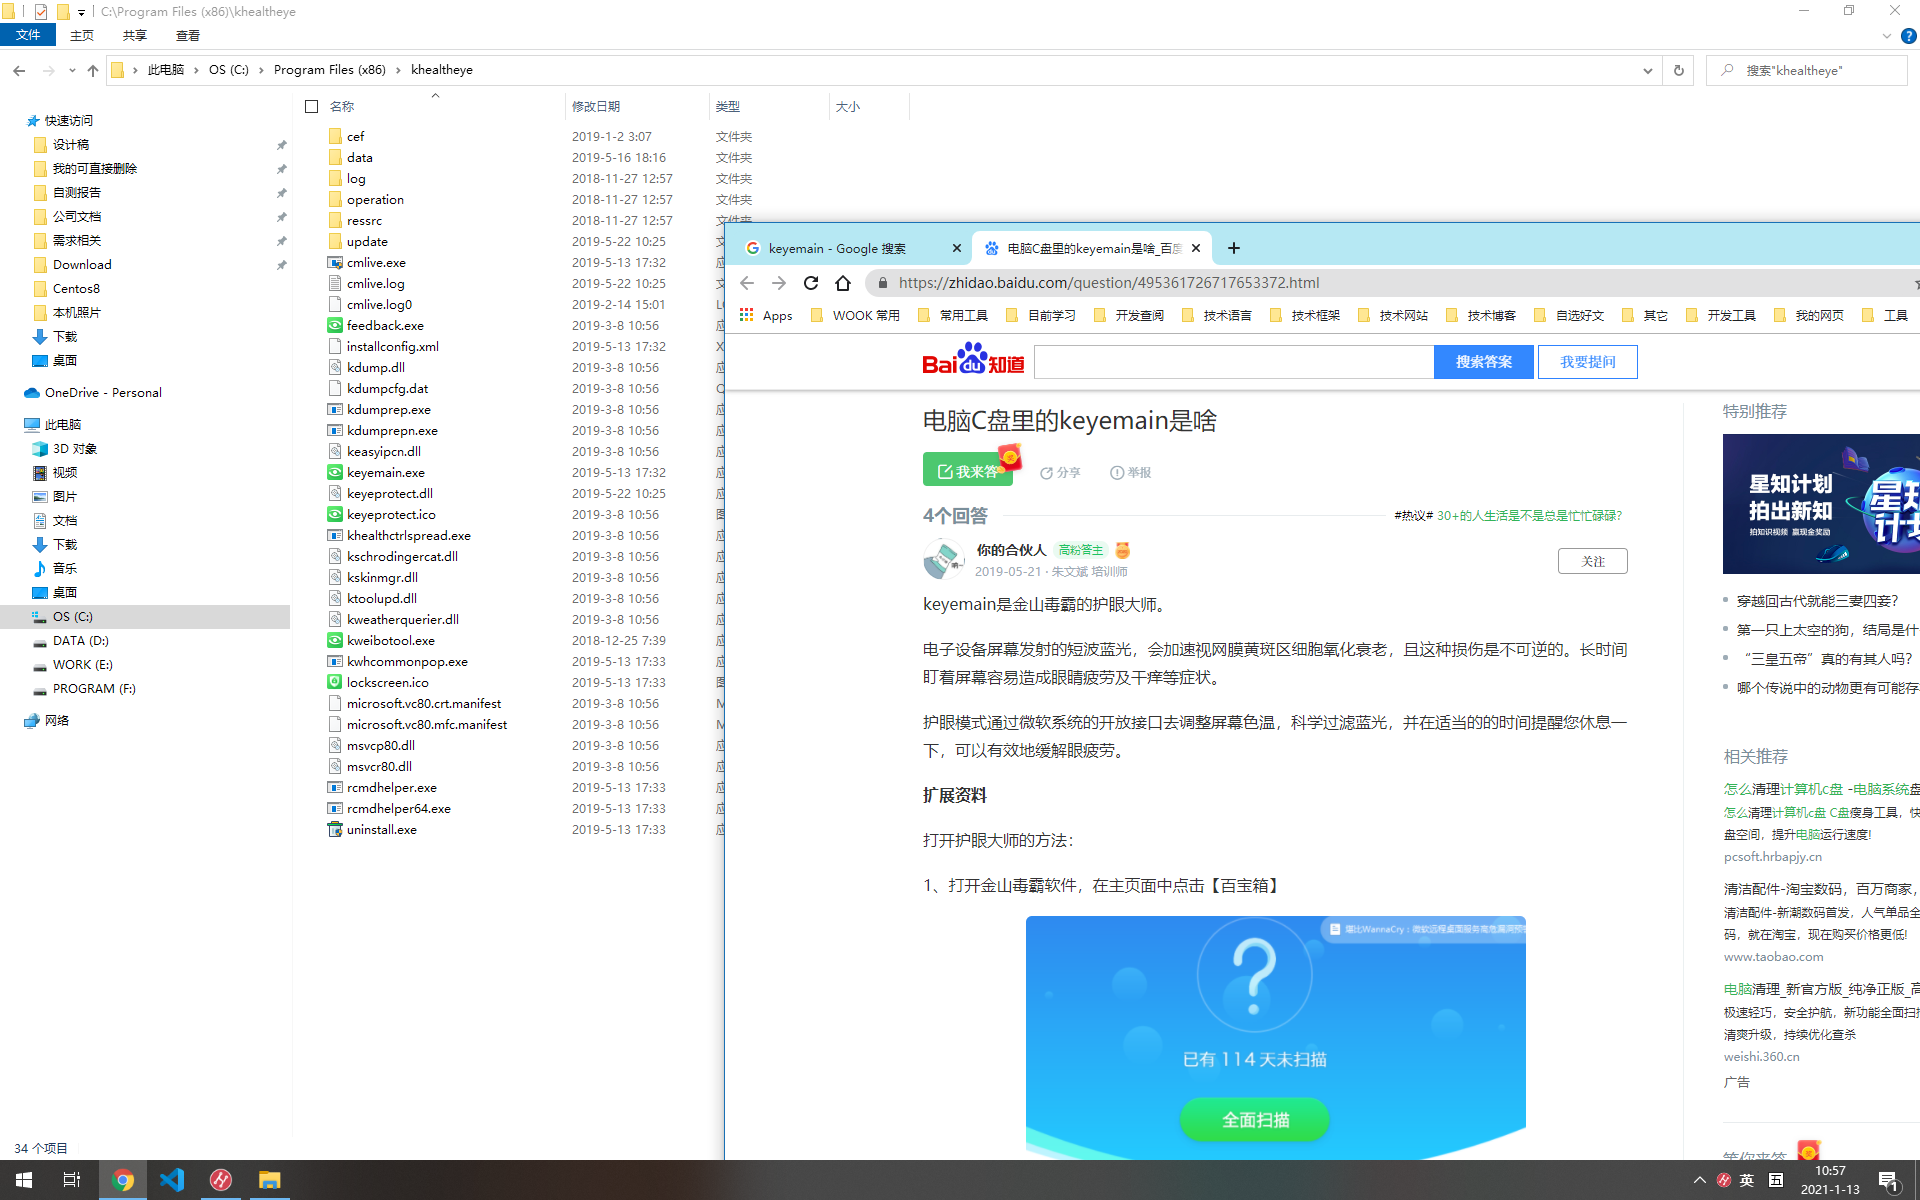 C:\Program Files (x86)\khealtheye
文件 主页 共享 查看
此电脑 OS (C:) Program Files (x86) khealtheye
搜索"khealtheye"
快速访问
设计稿
我的可直接删除
自测报告
公司文档
需求相关
Download
Centos8
本机照片
下载
桌面
OneDrive - Personal
此电脑
3D 对象
视频
图片
文档
下载
音乐
桌面
OS (C:)
DATA (D:)
WORK (E:)
PROGRAM (F:)
网络
34 个项目
名称 修改日期 类型 大小
cef 2019-1-2 3:07 文件夹
data 2019-5-16 18:16 文件夹
log 2018-11-27 12:57 文件夹
operation 2018-11-27 12:57 文件夹
ressrc 2018-11-27 12:57 文件夹
update 2019-5-22 10:25
cmlive.exe 2019-5-13 17:32
cmlive.log 2019-5-22 10:25
cmlive.log0 2019-2-14 15:01
feedback.exe 2019-3-8 10:56
installconfig.xml 2019-5-13 17:32
kdump.dll 2019-3-8 10:56
kdumpcfg.dat 2019-3-8 10:56
kdumprep.exe 2019-3-8 10:56
kdumprepn.exe 2019-3-8 10:56
keasyipcn.dll 2019-3-8 10:56
keyemain.exe 2019-5-13 17:32
keyeprotect.dll 2019-5-22 10:25
keyeprotect.ico 2019-3-8 10:56
khealthctrlspread.exe 2019-3-8 10:56
kschrodingercat.dll 2019-3-8 10:56
kskinmgr.dll 2019-3-8 10:56
ktoolupd.dll 2019-3-8 10:56
kweatherquerier.dll 2019-3-8 10:56
kweibotool.exe 2018-12-25 7:39
kwhcommonpop.exe 2019-5-13 17:33
lockscreen.ico 2019-5-13 17:33
microsoft.vc80.crt.manifest 2019-3-8 10:56
microsoft.vc80.mfc.manifest 2019-3-8 10:56
msvcp80.dll 2019-3-8 10:56
msvcr80.dll 2019-3-8 10:56
rcmdhelper.exe 2019-5-13 17:33
rcmdhelper64.exe 2019-5-13 17:33
uninstall.exe 2019-5-13 17:33
keyemain - Google 搜索
电脑C盘里的keyemain是啥_百度
https://zhidao.baidu.com/question/495361726717653372.html
Apps WOOK 常用 常用工具 目前学习 开发查阅 技术语言 技术框架 技术网站 技术博客 自选好文 其它 开发工具 我的网页 工具
Bai du 知道
搜索答案 我要提问
电脑C盘里的keyemain是啥
我来答 分享 举报
4个回答
#热议# 30+的人生活是不是总是忙忙碌碌?
你的合伙人 高粉答主
2019-05-21 · 朱文斌 培训师
关注
keyemain是金山毒霸的护眼大师。
电子设备屏幕发射的短波蓝光，会加速视网膜黄斑区细胞氧化衰老，且这种损伤是不可逆的。长时间
盯着屏幕容易造成眼睛疲劳及干痒等症状。
护眼模式通过微软系统的开放接口去调整屏幕色温，科学过滤蓝光，并在适当的的时间提醒您休息一
下，可以有效地缓解眼疲劳。
扩展资料
打开护眼大师的方法：
1、打开金山毒霸软件，在主页面中点击【百宝箱】
堪比WannaCry：微软远程桌面服务高危漏洞预警
已有 114 天未扫描
全面扫描
特别推荐
星知计划
拍出新知
拍知识视频 赢现金奖励
穿越回古代就能三妻四妾?
第一只上太空的狗，结局是什
“三皇五帝”真的有其人吗?
哪个传说中的动物更有可能存
相关推荐
怎么清理计算机c盘 -电脑系统盘
怎么清理计算机c盘 C盘瘦身工具，快
盘空间，提升电脑运行速度!
pcsoft.hrbapjy.cn
清洁配件-淘宝数码，百万商家，
清洁配件-新潮数码首发，人气单品全
码，就在淘宝，现在购买价格更低!
www.taobao.com
电脑清理_新官方版_纯净正版_高
极速轻巧，安全护航，新功能全面扫描
清爽升级，持续优化查杀
weishi.360.cn
广告
等你来答
英
10:57
2021-1-13
1